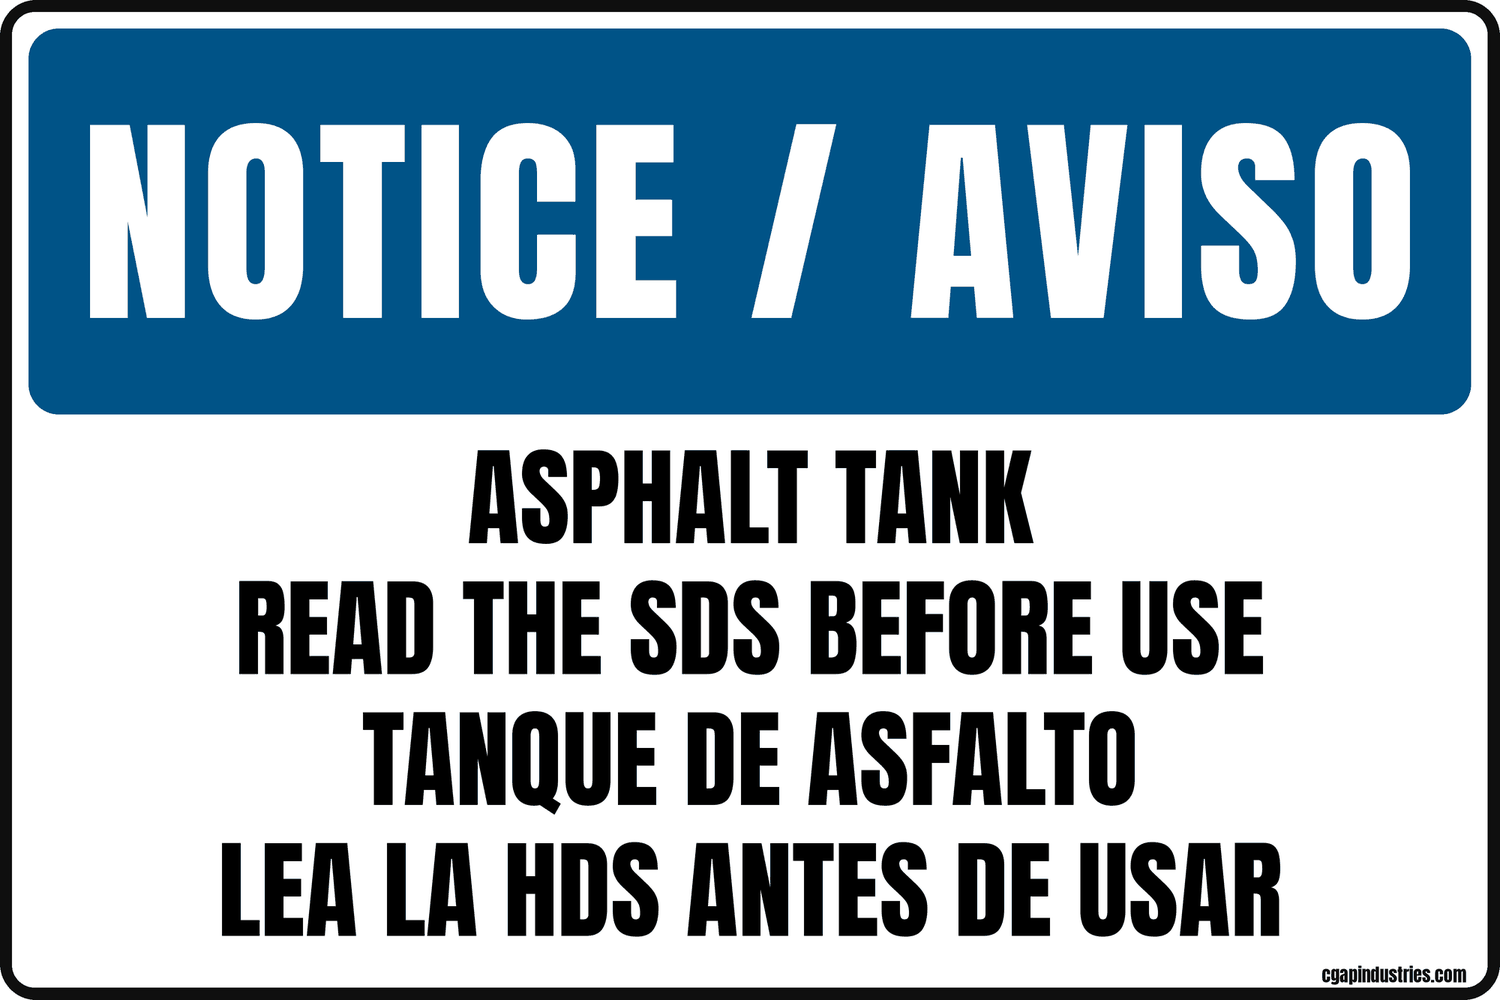 NOTICE / AVISO
ASPHALT TANK
READ THE SDS BEFORE USE
TANQUE DE ASFALTO
LEA LA HDS ANTES DE USAR
cgapindustries.com